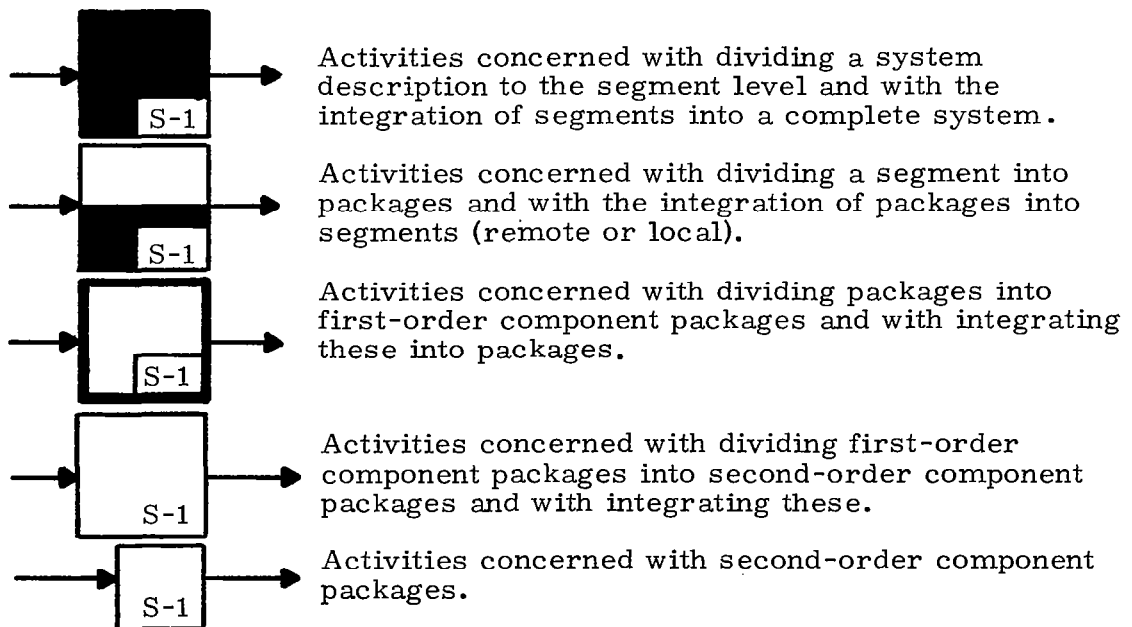 S-1
Activities concerned with dividing a system
description to the segment level and with the
integration of segments into a complete system.
S-1
Activities concerned with dividing a segment into
packages and with the integration of packages into
segments (remote or local).
S-1
Activities concerned with dividing packages into
first-order component packages and with integrating
these into packages.
S-1
Activities concerned with dividing first-order
component packages into second-order component
packages and with integrating these.
S-1
Activities concerned with second-order component
packages.